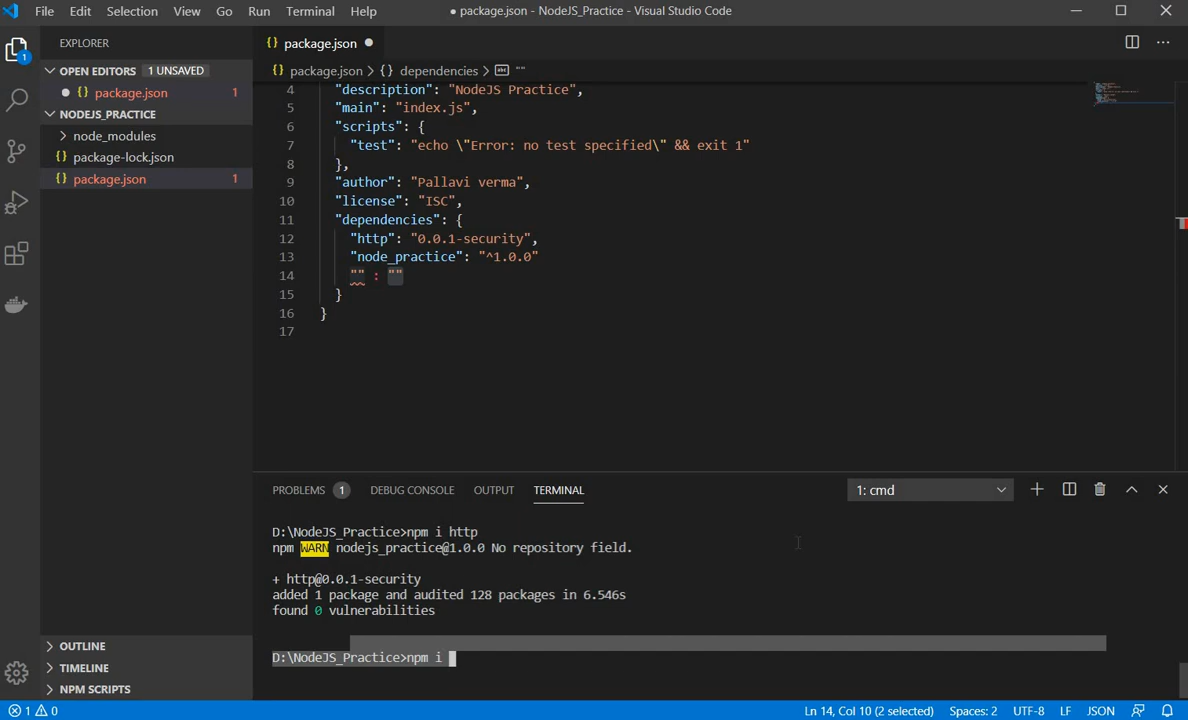 File Edit Selection View Go Run Terminal Help ● package.json - NodeJS_Practice - Visual Studio Code
EXPLORER
OPEN EDITORS 1 UNSAVED
● {} package.json 1
NODEJS_PRACTICE
node_modules
{} package-lock.json
{} package.json 1
OUTLINE
TIMELINE
NPM SCRIPTS
1
{} package.json ●
{} package.json > {} dependencies > abc ""
4 "description": "NodeJS Practice",
5 "main": "index.js",
6 "scripts": {
7 "test": "echo \"Error: no test specified\" && exit 1"
8 },
9 "author": "Pallavi verma",
10 "license": "ISC",
11 "dependencies": {
12 "http": "0.0.1-security",
13 "node_practice": "^1.0.0"
14 "" : ""
15 }
16 }
17
PROBLEMS 1 DEBUG CONSOLE OUTPUT TERMINAL 1: cmd
D:\NodeJS_Practice>npm i http
npm WARN nodejs_practice@1.0.0 No repository field.
+ http@0.0.1-security
added 1 package and audited 128 packages in 6.546s
found 0 vulnerabilities
D:\NodeJS_Practice>npm i
1 0 Ln 14, Col 10 (2 selected) Spaces: 2 UTF-8 LF JSON